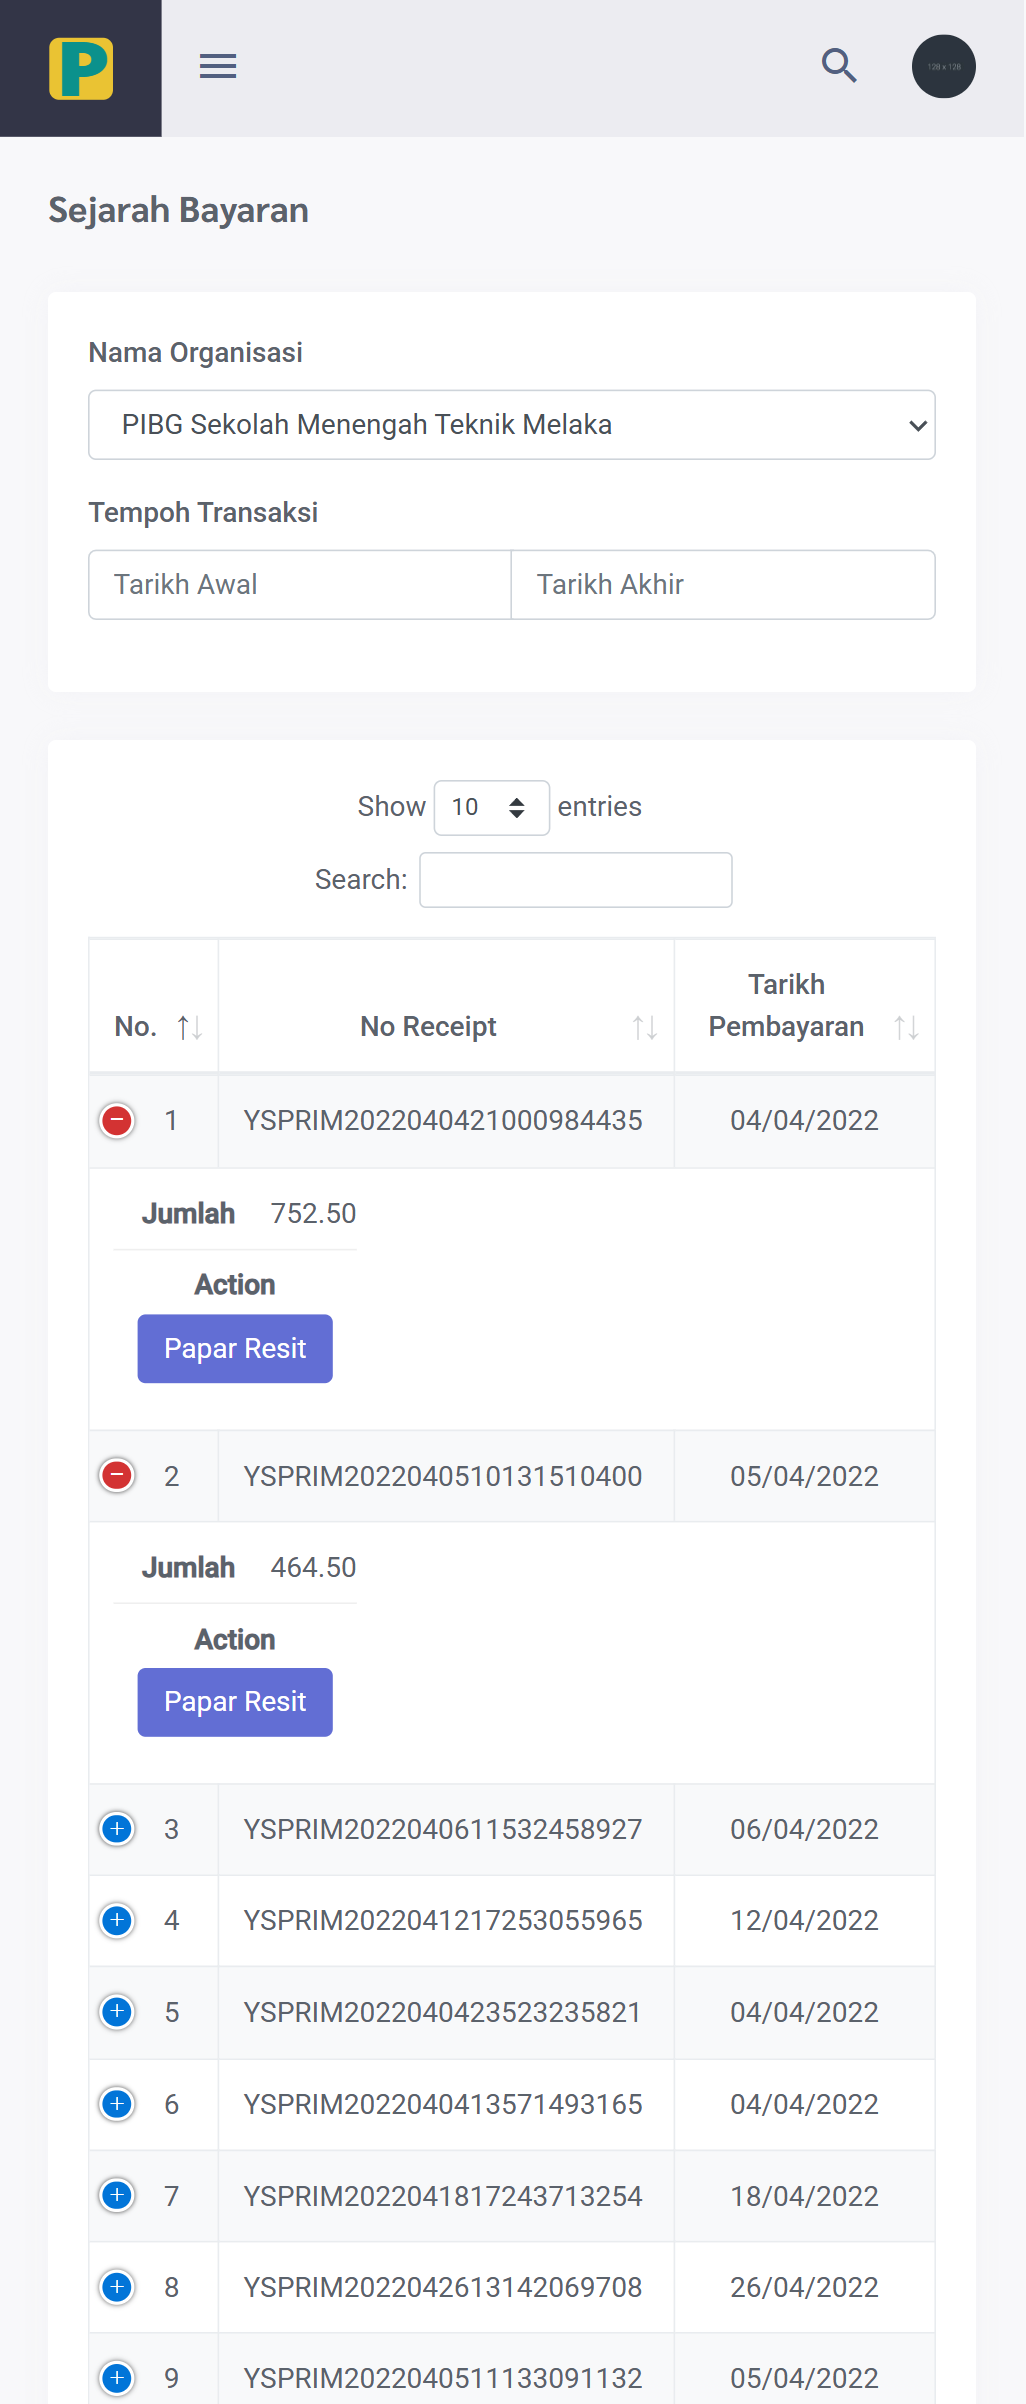 P
128 x 128
Sejarah Bayaran
Nama Organisasi
PIBG Sekolah Menengah Teknik Melaka
Tempoh Transaksi
Tarikh Awal Tarikh Akhir
Show 10 entries
Search:
No. No Receipt Tarikh Pembayaran
1 YSPRIM2022040421000984435 04/04/2022
Jumlah 752.50
Action
Papar Resit
2 YSPRIM2022040510131510400 05/04/2022
Jumlah 464.50
Action
Papar Resit
3 YSPRIM2022040611532458927 06/04/2022
4 YSPRIM2022041217253055965 12/04/2022
5 YSPRIM2022040423523235821 04/04/2022
6 YSPRIM2022040413571493165 04/04/2022
7 YSPRIM2022041817243713254 18/04/2022
8 YSPRIM2022042613142069708 26/04/2022
9 YSPRIM2022040511133091132 05/04/2022